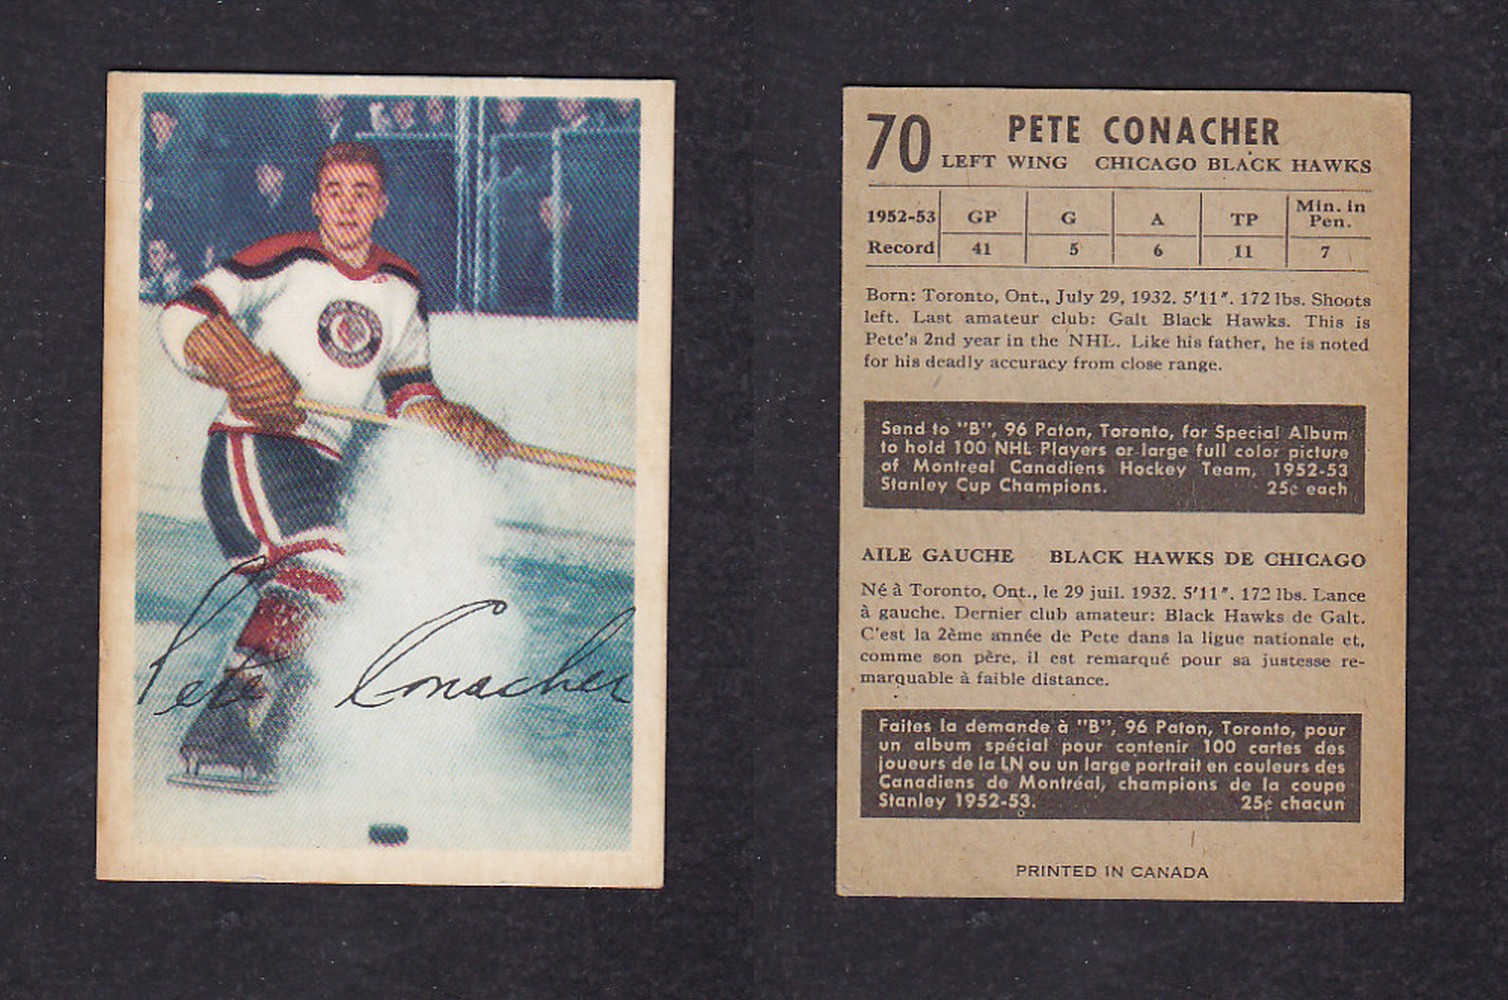 Pete Conacher
70 PETE CONACHER
LEFT WING CHICAGO BLACK HAWKS
1952-53 GP G A TP Min. in Pen.
Record 41 5 6 11 7
Born: Toronto, Ont., July 29, 1932. 5'11". 172 lbs. Shoots
left. Last amateur club: Galt Black Hawks. This is
Pete's 2nd year in the NHL. Like his father, he is noted
for his deadly accuracy from close range.
Send to "B", 96 Paton, Toronto, for Special Album
to hold 100 NHL Players or large full color picture
of Montreal Canadiens Hockey Team, 1952-53
Stanley Cup Champions. 25¢ each
AILE GAUCHE BLACK HAWKS DE CHICAGO
Né à Toronto, Ont., le 29 juil. 1932. 5'11". 172 lbs. Lance
à gauche. Dernier club amateur: Black Hawks de Galt.
C'est la 2ème année de Pete dans la ligue nationale et,
comme son père, il est remarqué pour sa justesse re-
marquable à faible distance.
Faites la demande à "B", 96 Paton, Toronto, pour
un album spécial pour contenir 100 cartes des
joueurs de la LN ou un large portrait en couleurs des
Canadiens de Montréal, champions de la coupe
Stanley 1952-53. 25¢ chacun
PRINTED IN CANADA